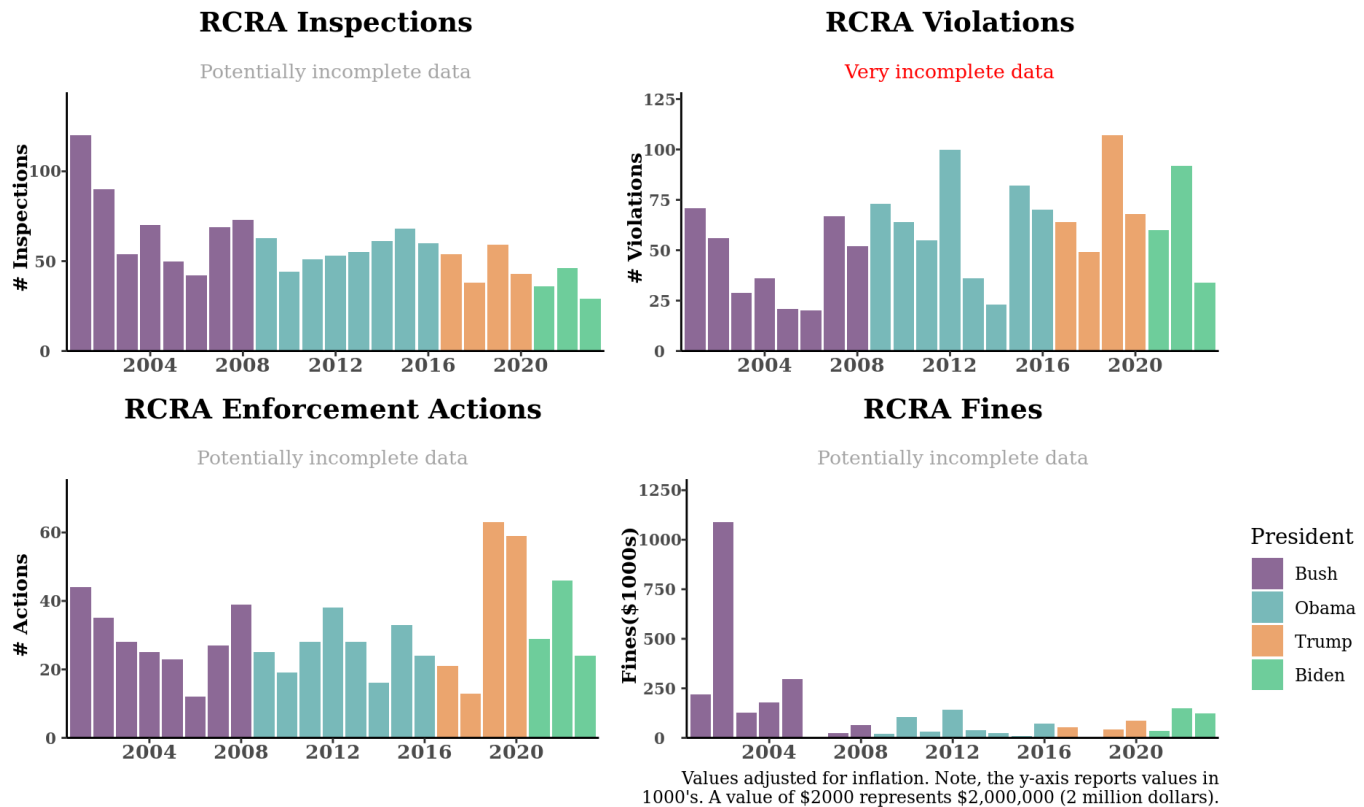 RCRA Inspections
Potentially incomplete data
# Inspections
100
50
0
2004 2008 2012 2016 2020
RCRA Violations
Very incomplete data
# Violations
125
100
75
50
25
0
2004 2008 2012 2016 2020
RCRA Enforcement Actions
Potentially incomplete data
# Actions
60
40
20
0
2004 2008 2012 2016 2020
RCRA Fines
Potentially incomplete data
Fines($1000s)
1250
1000
750
500
250
0
2004 2008 2012 2016 2020
Values adjusted for inflation. Note, the y-axis reports values in
1000's. A value of $2000 represents $2,000,000 (2 million dollars).
President
Bush
Obama
Trump
Biden